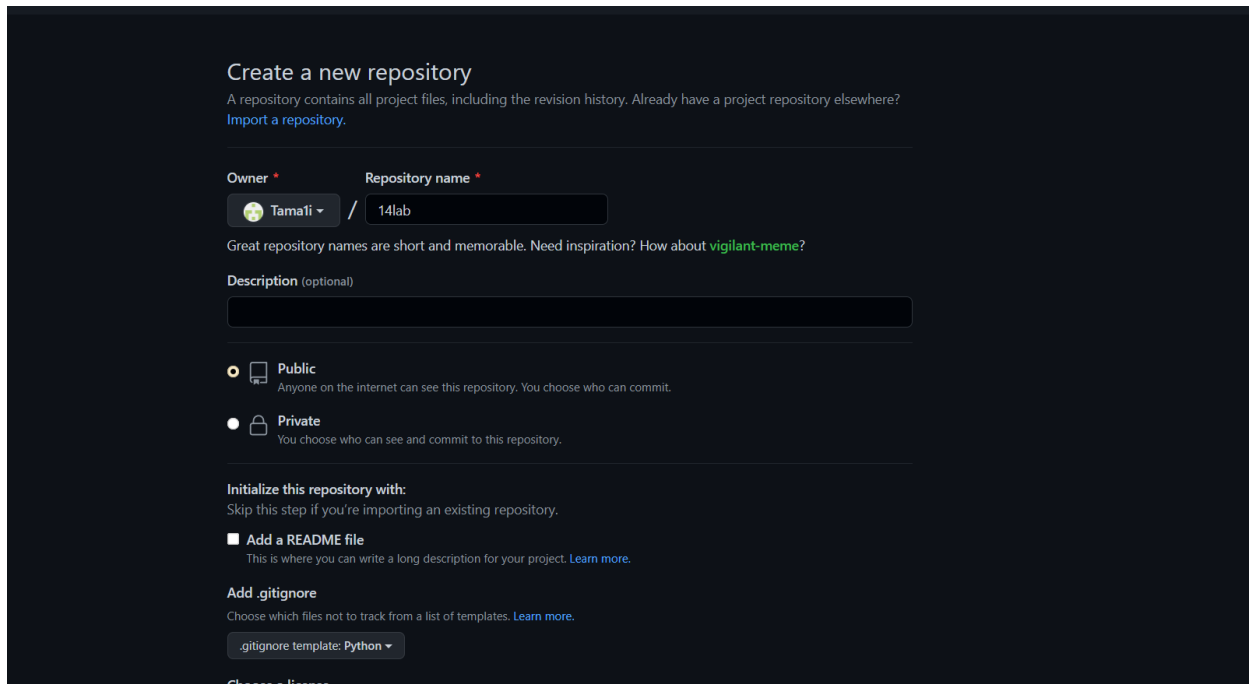 Create a new repository
A repository contains all project files, including the revision history. Already have a project repository elsewhere?
Import a repository.
Owner * Repository name *
Tama1i / 14lab
Great repository names are short and memorable. Need inspiration? How about vigilant-meme?
Description (optional)
Public
Anyone on the internet can see this repository. You choose who can commit.
Private
You choose who can see and commit to this repository.
Initialize this repository with:
Skip this step if you're importing an existing repository.
Add a README file
This is where you can write a long description for your project. Learn more.
Add .gitignore
Choose which files not to track from a list of templates. Learn more.
.gitignore template: Python
Choose a license